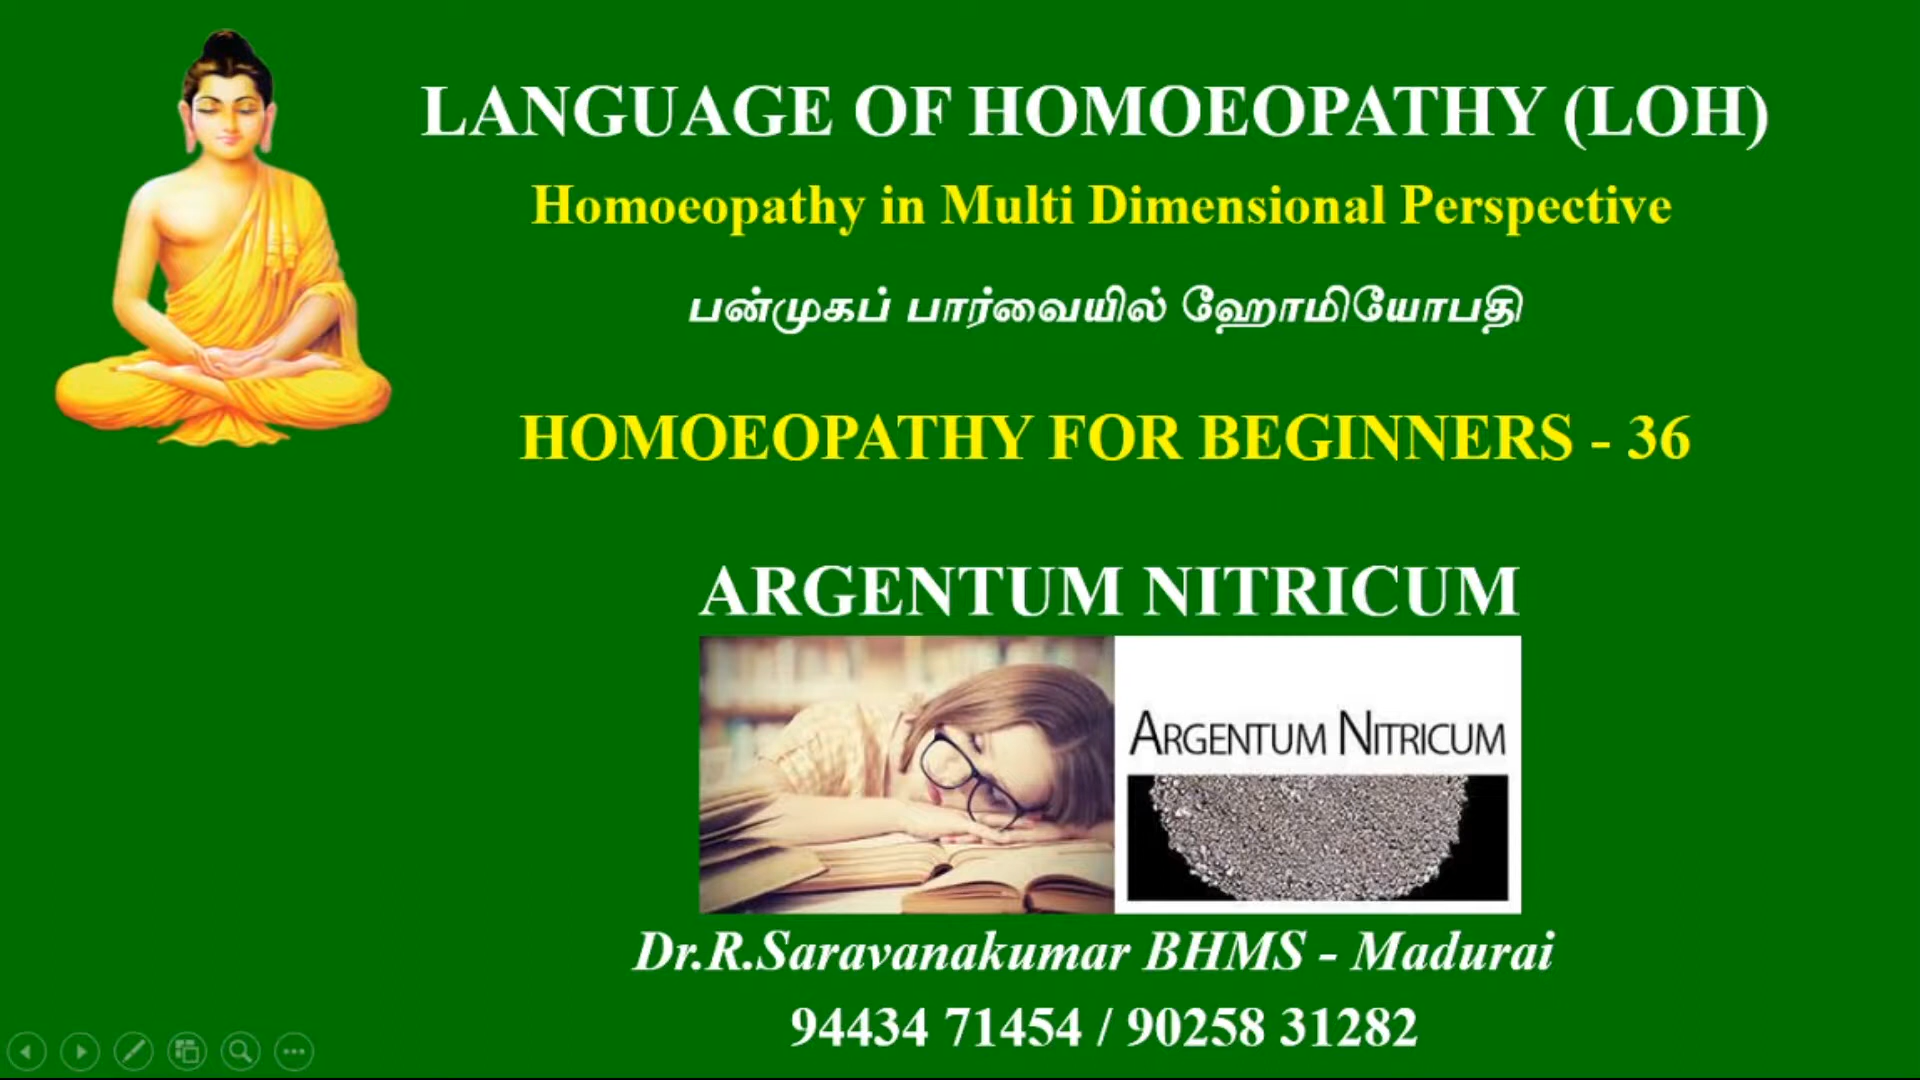 LANGUAGE OF HOMOEOPATHY (LOH)
Homoeopathy in Multi Dimensional Perspective
பன்முகப் பார்வையில் ஹோமியோபதி
HOMOEOPATHY FOR BEGINNERS - 36
ARGENTUM NITRICUM
ARGENTUM NITRICUM
Dr.R.Saravanakumar BHMS - Madurai
94434 71454 / 90258 31282